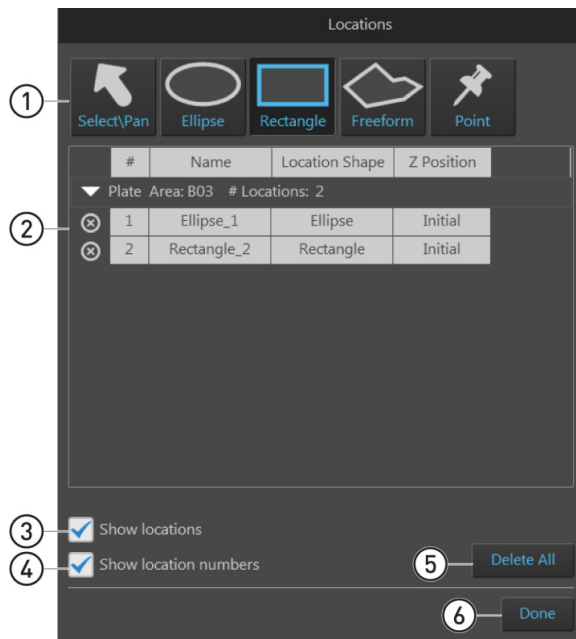 Locations
1
Select\Pan Ellipse Rectangle Freeform Point
# Name Location Shape Z Position
Plate Area: B03 # Locations: 2
2
1 Ellipse_1 Ellipse Initial
2 Rectangle_2 Rectangle Initial
3 Show locations
4 Show location numbers
5 Delete All
6 Done